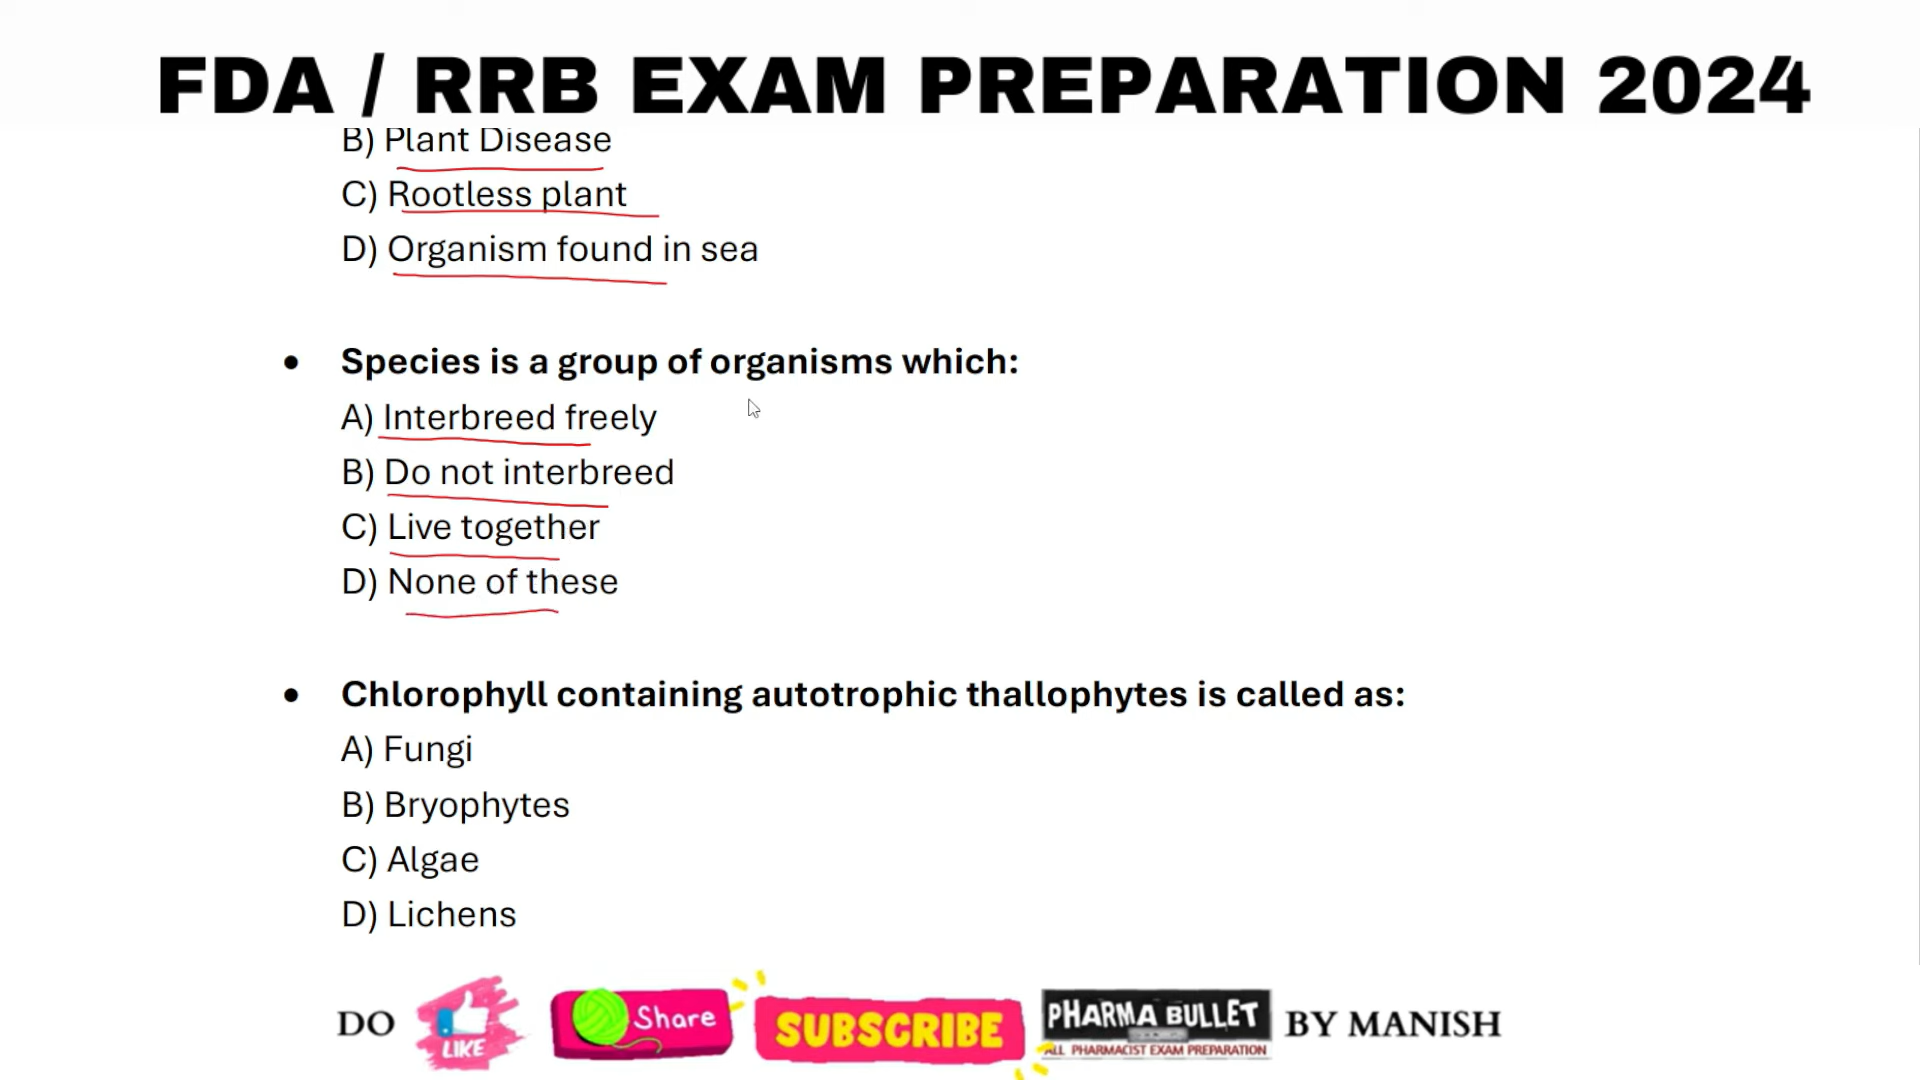 FDA / RRB EXAM PREPARATION 2024
B) Plant Disease
C) Rootless plant
D) Organism found in sea
• Species is a group of organisms which:
A) Interbreed freely
B) Do not interbreed
C) Live together
D) None of these
• Chlorophyll containing autotrophic thallophytes is called as:
A) Fungi
B) Bryophytes
C) Algae
D) Lichens
DO LIKE Share SUBSCRIBE PHARMA BULLET BY MANISH
ALL PHARMACIST EXAM PREPARATION